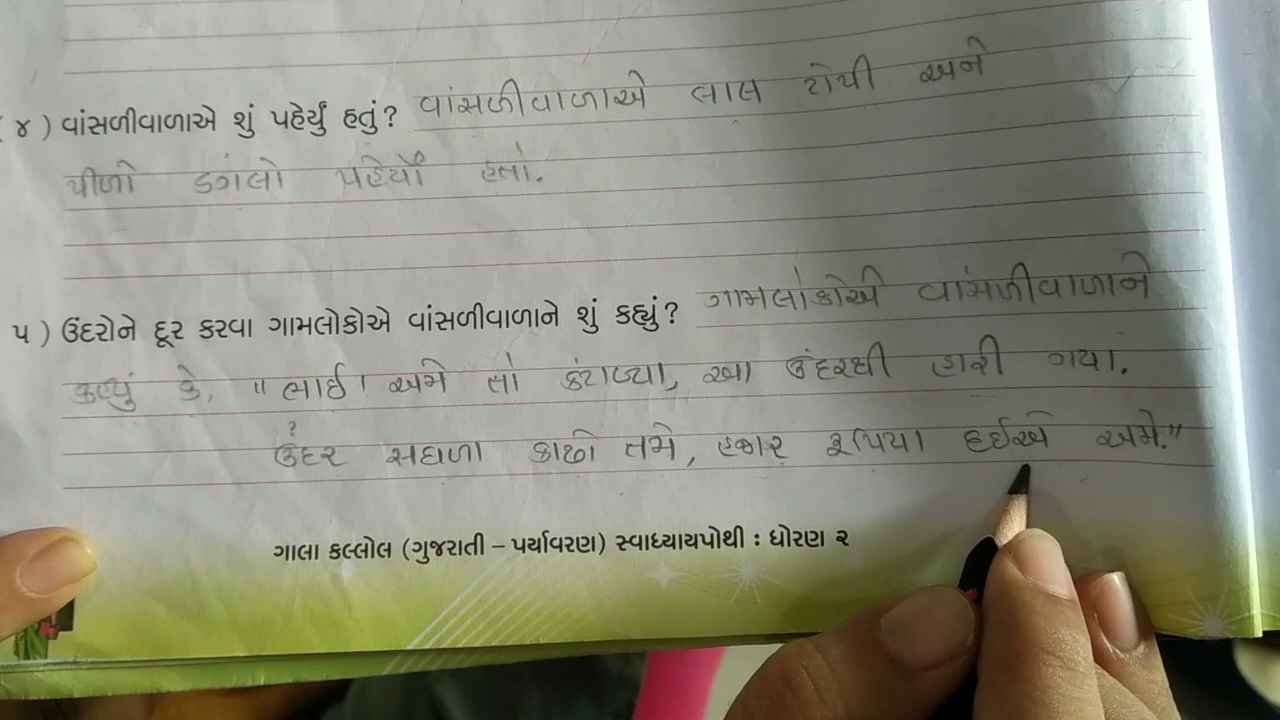 ૪ ) વાંસળીવાળાએ શું પહેર્યું હતું? વાંસળીવાળાએ લાલ ટોપી અને
પીળો ડગલો પહેર્યો હતો.
૫ ) ઉંદરોને દૂર કરવા ગામલોકોએ વાંસળીવાળાને શું કહ્યું? ગામલોકોએ વાંસળીવાળાને
કહ્યું કે, "ભાઈ! અમે તો કંટાળ્યા, આ ઉંદરથી હારી ગયા.
ઉંદર સઘળા કાઢો તમે, હજાર રૂપિયા દઈએ અમે."
ગાલા કલ્લોલ (ગુજરાતી – પર્યાવરણ) સ્વાધ્યાયપોથી : ધોરણ ૨